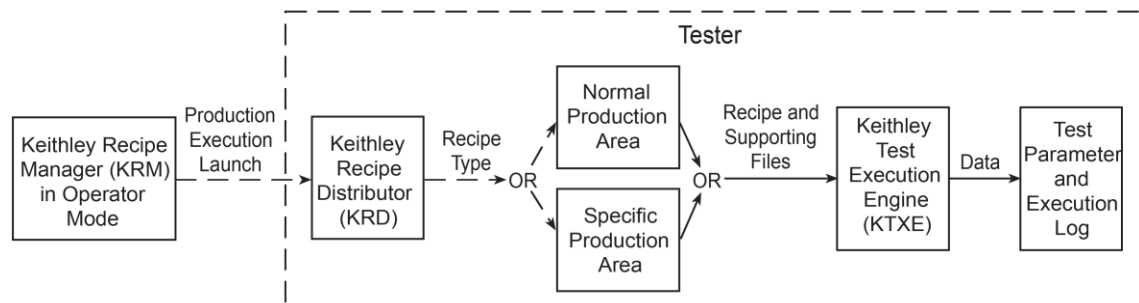 Tester
Keithley Recipe
Manager (KRM)
in Operator
Mode
Production
Execution
Launch
Keithley
Recipe
Distributor
(KRD)
Recipe
Type
OR
Normal
Production
Area
Specific
Production
Area
OR
Recipe and
Supporting
Files
Keithley
Test
Execution
Engine
(KTXE)
Data
Test
Parameter
and
Execution
Log